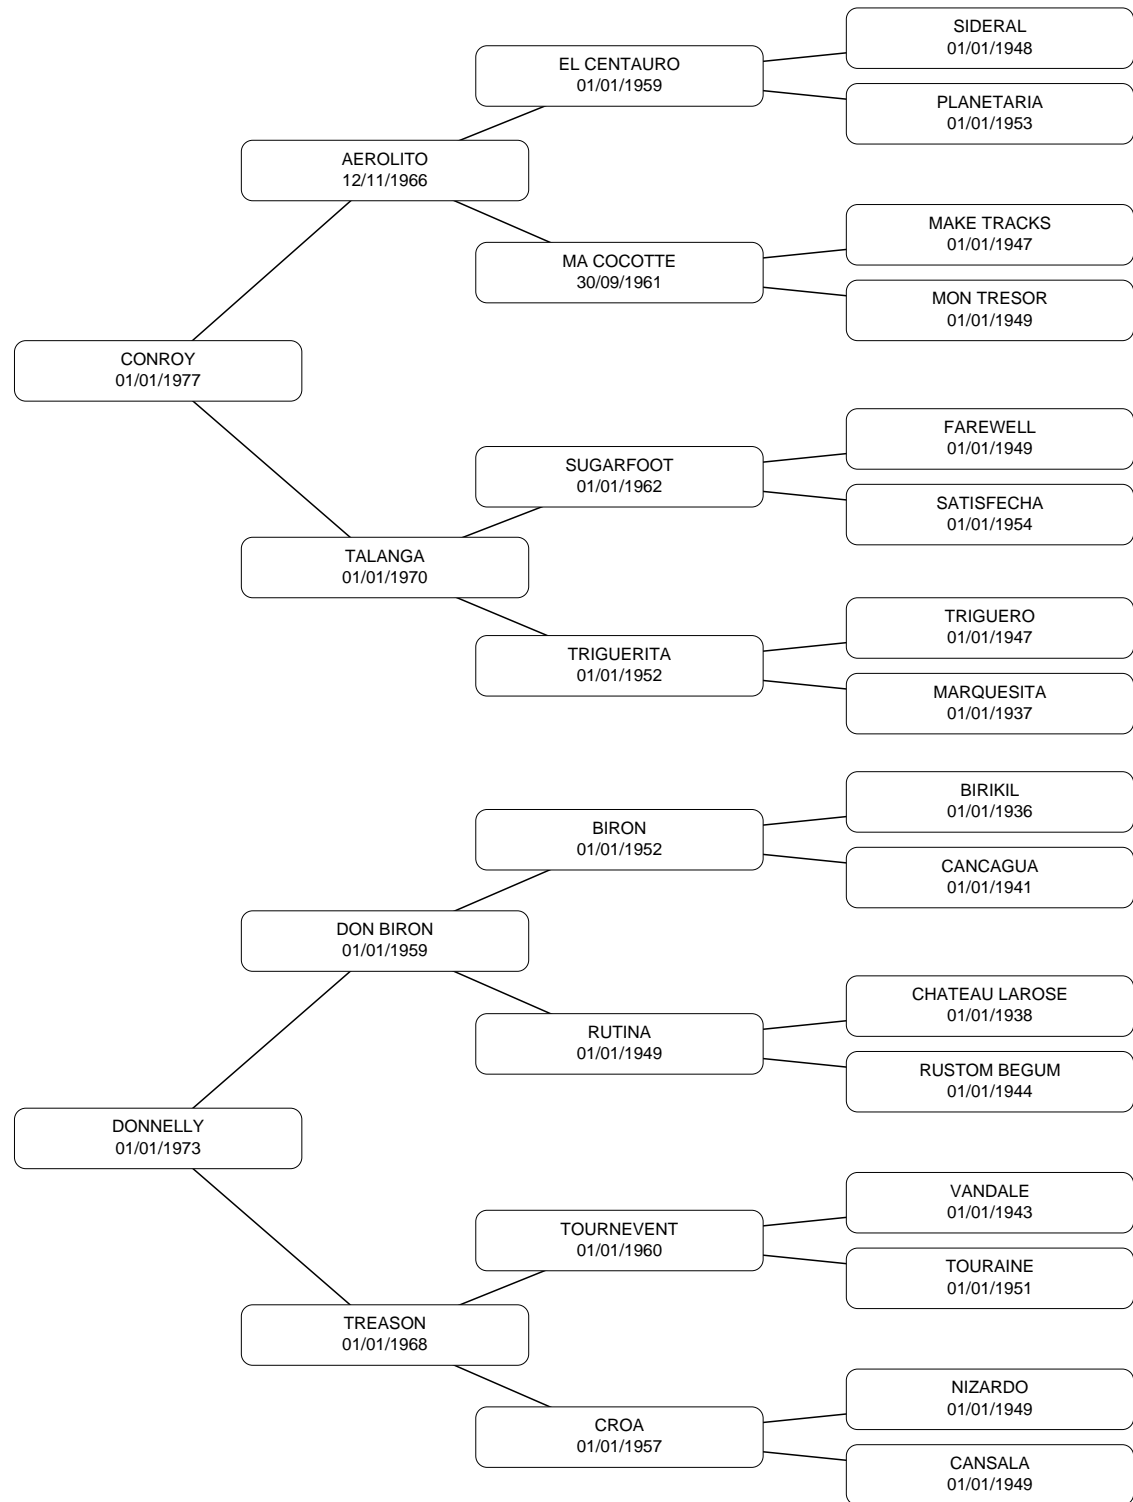 SIDERAL
01/01/1948
EL CENTAURO
01/01/1959
PLANETARIA
01/01/1953
AEROLITO
12/11/1966
MAKE TRACKS
01/01/1947
MA COCOTTE
30/09/1961
MON TRESOR
01/01/1949
CONROY
01/01/1977
FAREWELL
01/01/1949
SUGARFOOT
01/01/1962
SATISFECHA
01/01/1954
TALANGA
01/01/1970
TRIGUERO
01/01/1947
TRIGUERITA
01/01/1952
MARQUESITA
01/01/1937
BIRIKIL
01/01/1936
BIRON
01/01/1952
CANCAGUA
01/01/1941
DON BIRON
01/01/1959
CHATEAU LAROSE
01/01/1938
RUTINA
01/01/1949
RUSTOM BEGUM
01/01/1944
DONNELLY
01/01/1973
VANDALE
01/01/1943
TOURNEVENT
01/01/1960
TOURAINE
01/01/1951
TREASON
01/01/1968
NIZARDO
01/01/1949
CROA
01/01/1957
CANSALA
01/01/1949